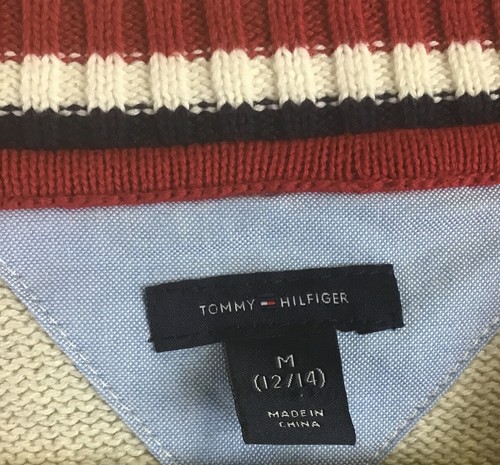 TOMMY HILFIGER
M
(12/14)
MADE IN
CHINA